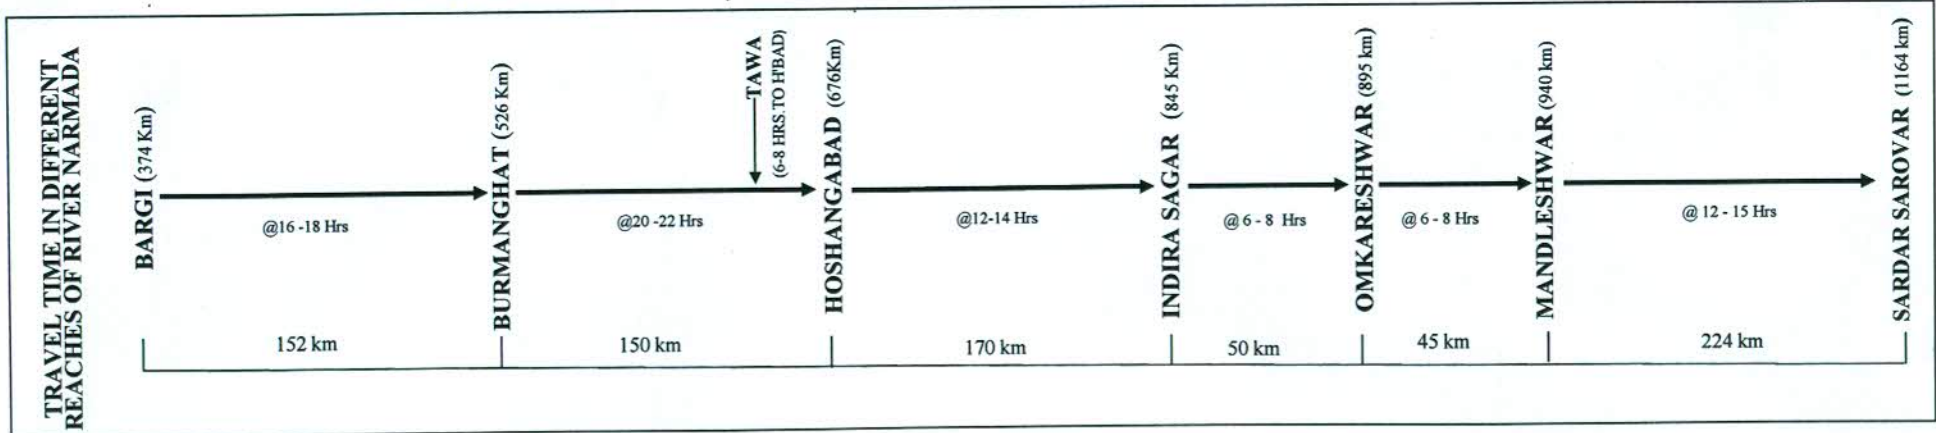 TRAVEL TIME IN DIFFERENT
REACHES OF RIVER NARMADA
BARGI (374 Km)
@16 -18 Hrs
BURMANGHAT (526 Km)
@20 -22 Hrs
TAWA
(6-8 HRS.TO H'BAD)
HOSHANGABAD (676Km)
@12-14 Hrs
INDIRA SAGAR (845 Km)
@ 6 - 8 Hrs
OMKARESHWAR (895 km)
@ 6 - 8 Hrs
MANDLESHWAR (940 km)
@ 12 - 15 Hrs
SARDAR SAROVAR (1164 km)
152 km
150 km
170 km
50 km
45 km
224 km